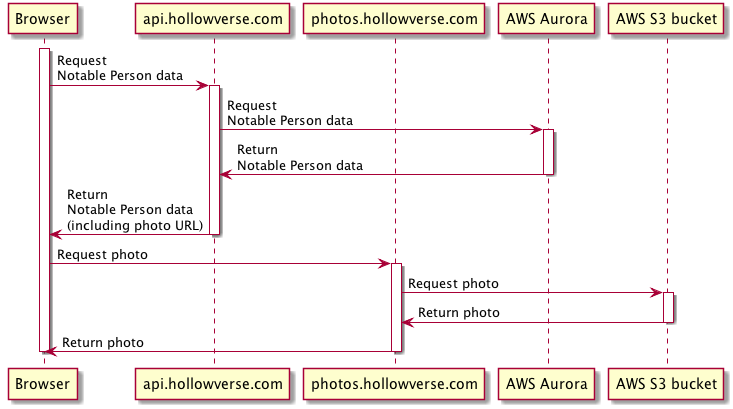 Browser
api.hollowverse.com
photos.hollowverse.com
AWS Aurora
AWS S3 bucket
Request
Notable Person data
Request
Notable Person data
Return
Notable Person data
Return
Notable Person data
(including photo URL)
Request photo
Request photo
Return photo
Return photo
Browser
api.hollowverse.com
photos.hollowverse.com
AWS Aurora
AWS S3 bucket